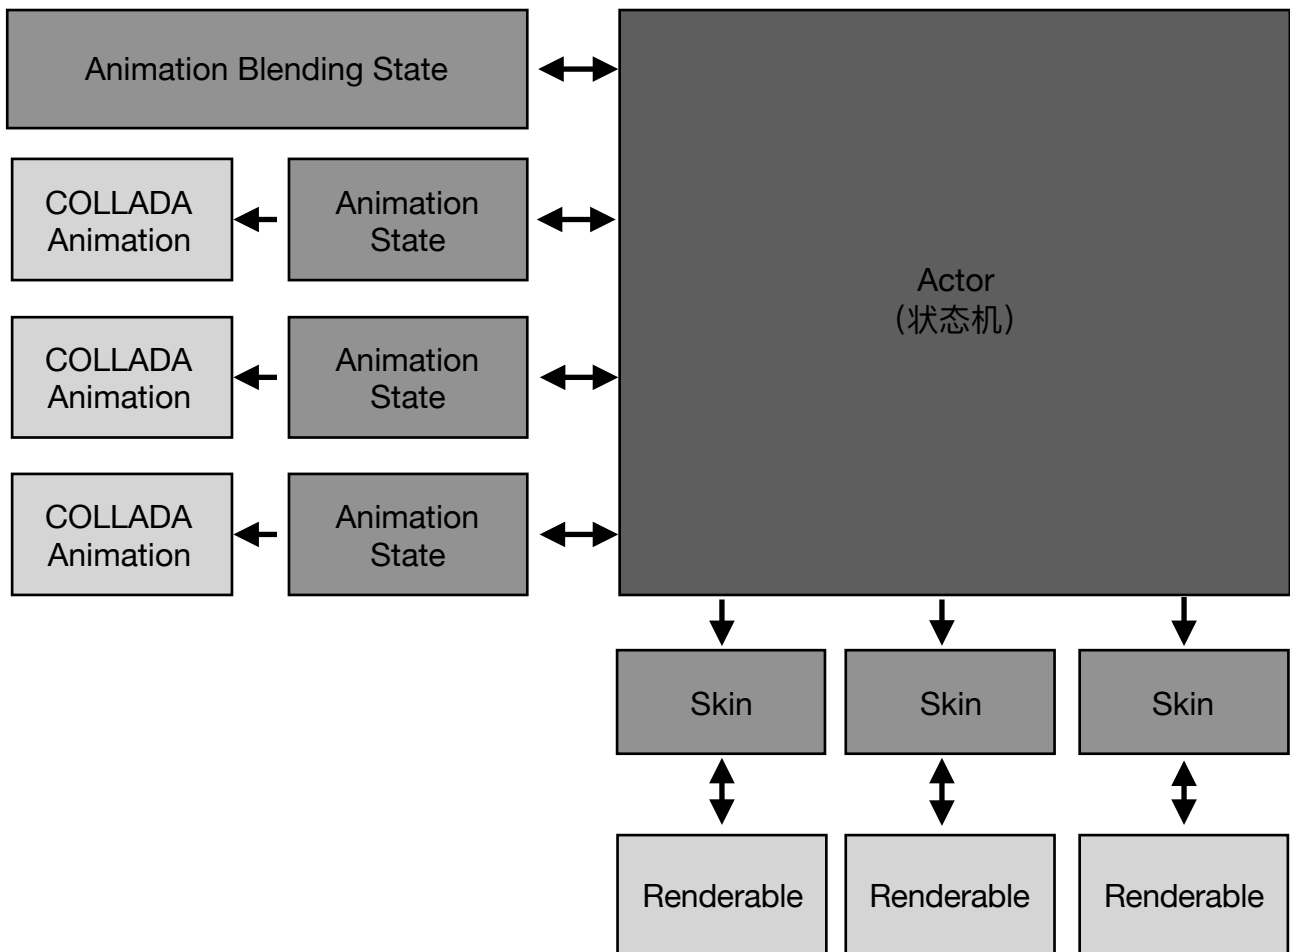 Animation Blending State
COLLADA
Animation
Animation
State
COLLADA
Animation
Animation
State
COLLADA
Animation
Animation
State
Actor
(状态机)
Skin
Skin
Skin
Renderable
Renderable
Renderable